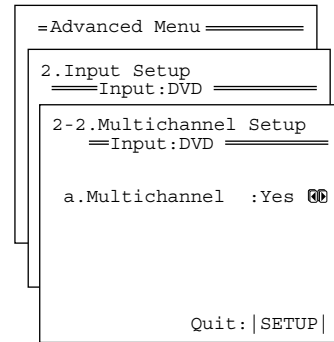 Advanced Menu
2.Input Setup
Input:DVD
2-2.Multichannel Setup
Input:DVD
a.Multichannel :Yes
Quit:|SETUP|